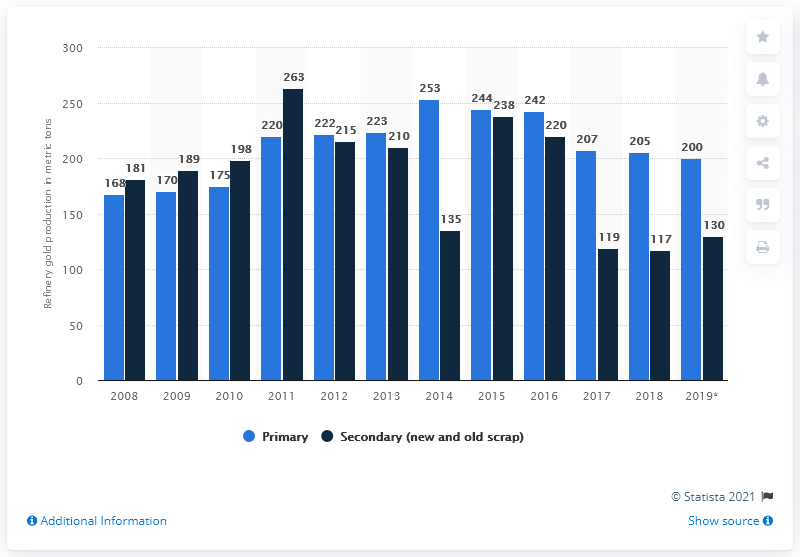 Refinery gold production in metric tons
300
250
200
150
100
50
0
168 181 170 189 175 198 220 263 222 215 223 210 253 135 244 238 242 220 207 119 205 117 200 130
2008 2009 2010 2011 2012 2013 2014 2015 2016 2017 2018 2019*
Primary Secondary (new and old scrap)
© Statista 2021
Additional Information Show source